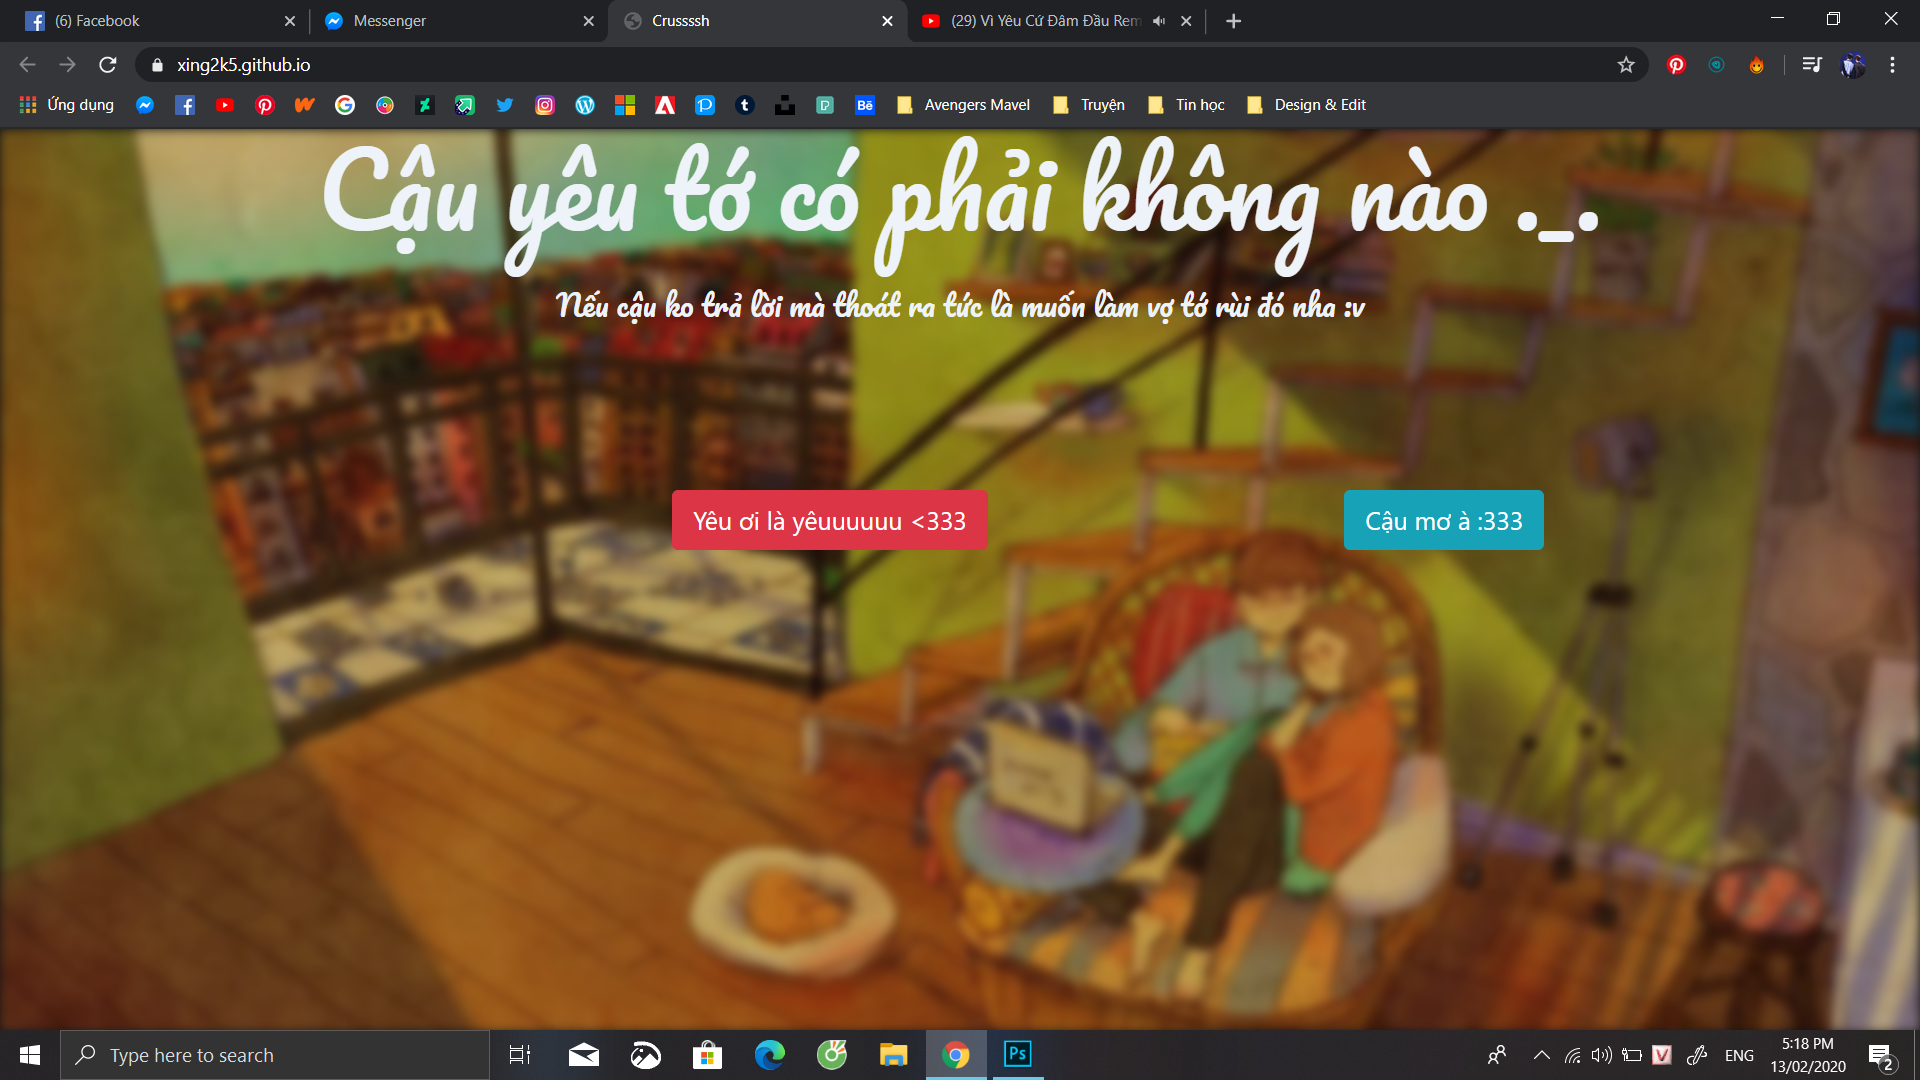 (6) Facebook
Messenger
Crussssh
(29) Vì Yêu Cứ Đâm Đầu Rem
xing2k5.github.io
Ứng dụng
Avengers Mavel
Truyện
Tin học
Design & Edit
Cậu yêu tớ có phải không nào ._.
Nếu cậu ko trả lời mà thoát ra tức là muốn làm vợ tớ rùi đó nha :v
Yêu ơi là yêuuuuuu <333
Cậu mơ à :333
Type here to search
Ps
ENG
5:18 PM
13/02/2020
2